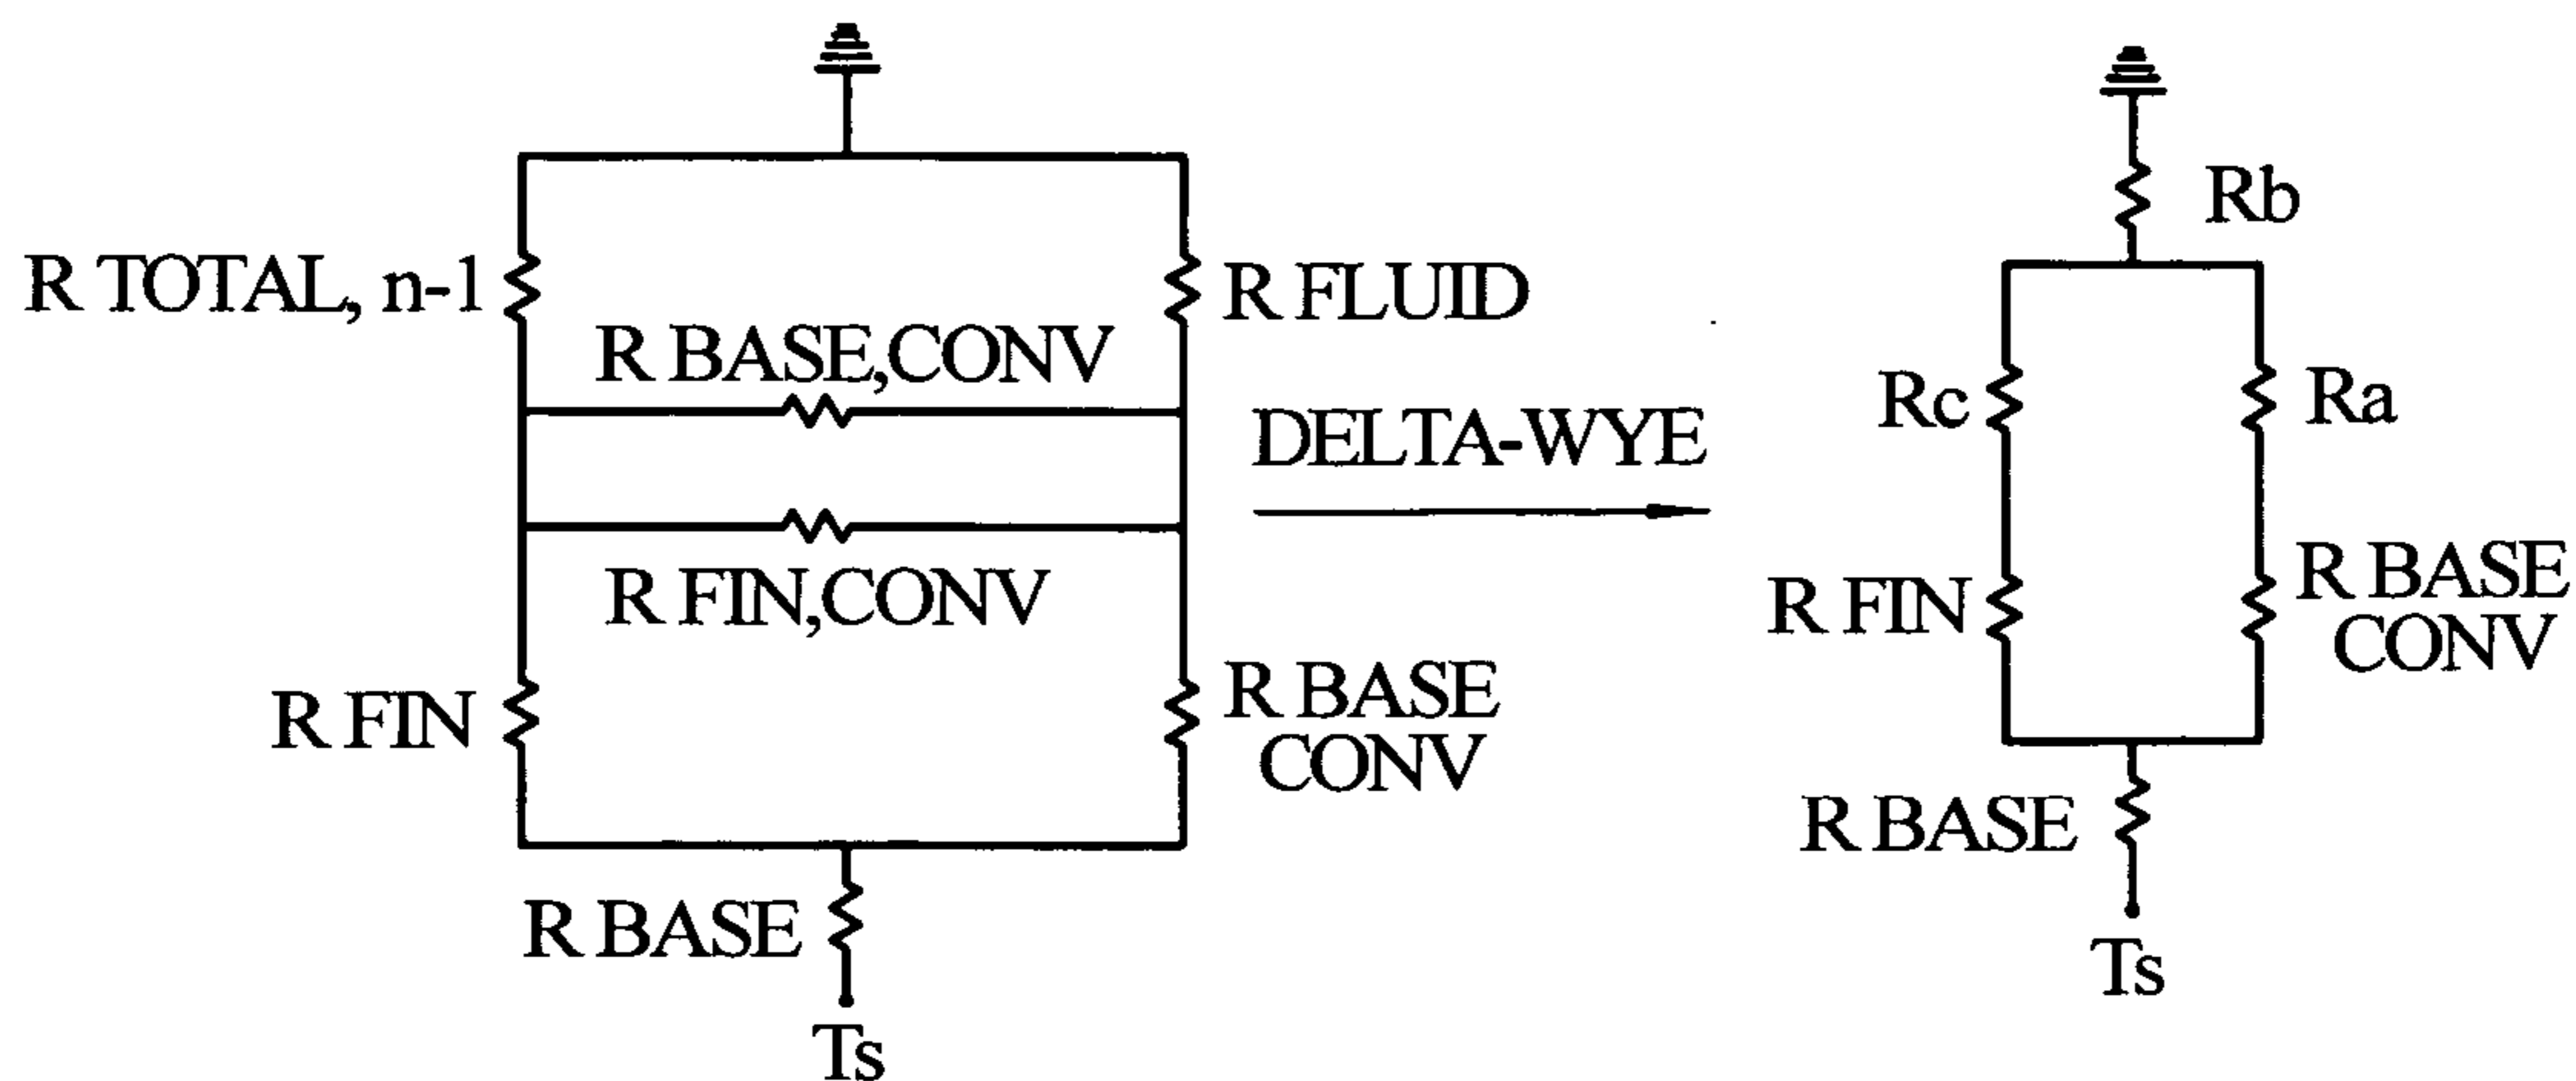 Rb
R TOTAL, n-1
R FLUID
R BASE,CONV
Rc
Ra
DELTA-WYE
R FIN,CONV
R FIN
R BASE
CONV
R FIN
R BASE
CONV
R BASE
R BASE
Ts
Ts